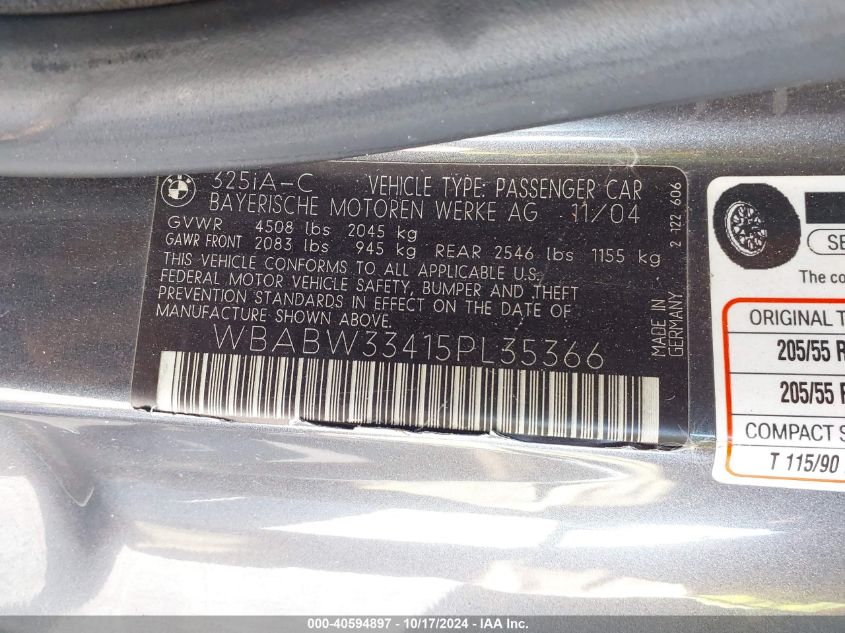 325iA-C VEHICLE TYPE: PASSENGER CAR
BAYERISCHE MOTOREN WERKE AG 11/04
GVWR 4508 lbs 2045 kg
GAWR FRONT 2083 lbs 945 kg REAR 2546 lbs 1155 kg
THIS VEHICLE CONFORMS TO ALL APPLICABLE U.S.
FEDERAL MOTOR VEHICLE SAFETY, BUMPER AND THEFT
PREVENTION STANDARDS IN EFFECT ON THE DATE OF
MANUFACTURE SHOWN ABOVE.
WBABW33415PL35366
MADE IN
GERMANY
2 122 606
SE
The co
ORIGINAL T
205/55 R
205/55 F
COMPACT S
T 115/90
000-40594897 - 10/17/2024 - IAA Inc.